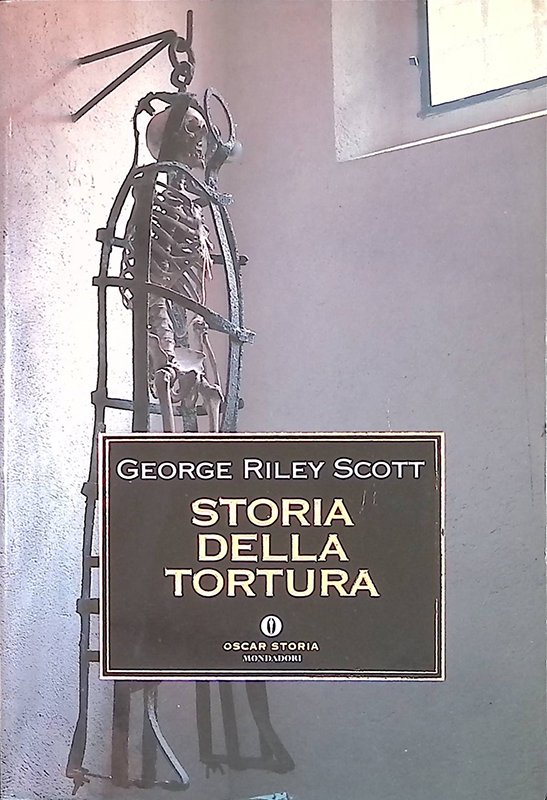 GEORGE RILEY SCOTT
STORIA
DELLA
TORTURA
OSCAR STORIA
MONDADORI